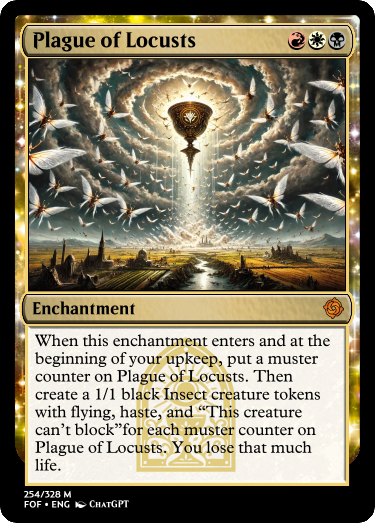 Plague of Locusts
Enchantment
When this enchantment enters and at the
beginning of your upkeep, put a muster
counter on Plague of Locusts. Then
create a 1/1 black Insect creature tokens
with flying, haste, and “This creature
can’t block”for each muster counter on
Plague of Locusts. You lose that much
life.
254/328 M
FOF • ENG ChatGPT